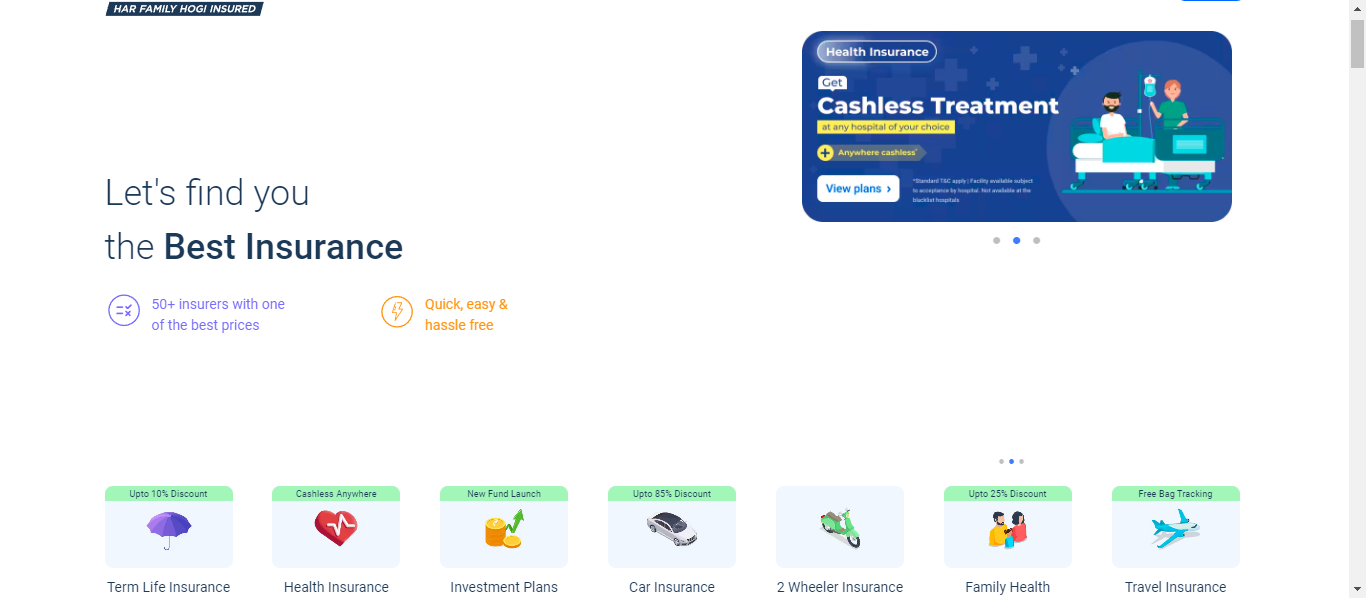 HAR FAMILY HOGI INSURED
Health Insurance
Get
Cashless Treatment
at any hospital of your choice
Anywhere cashless*
View plans ›
*Standard T&C apply | Facility available subject
to acceptance by hospital. Not available at the
blacklist hospitals
Let's find you
the Best Insurance
50+ insurers with one
of the best prices
Quick, easy &
hassle free
Upto 10% Discount
Cashless Anywhere
New Fund Launch
Upto 85% Discount
Upto 25% Discount
Free Bag Tracking
Term Life Insurance
Health Insurance
Investment Plans
Car Insurance
2 Wheeler Insurance
Family Health
Travel Insurance